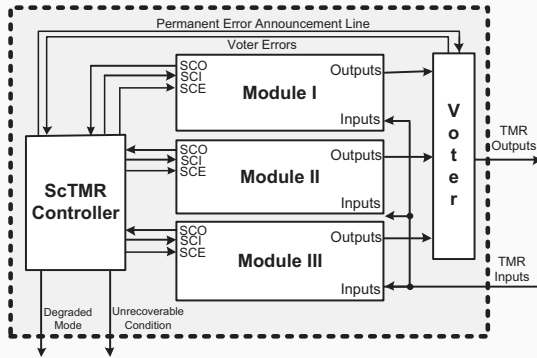 Permanent Error Announcement Line
Voter Errors
SCO
SCI
SCE
Outputs
Module I
Inputs
SCO
SCI
SCE
Outputs
Module II
Inputs
SCO
SCI
SCE
Outputs
Module III
Inputs
ScTMR
Controller
Voter
TMR
Outputs
TMR
Inputs
Degraded
Mode
Unrecoverable
Condition